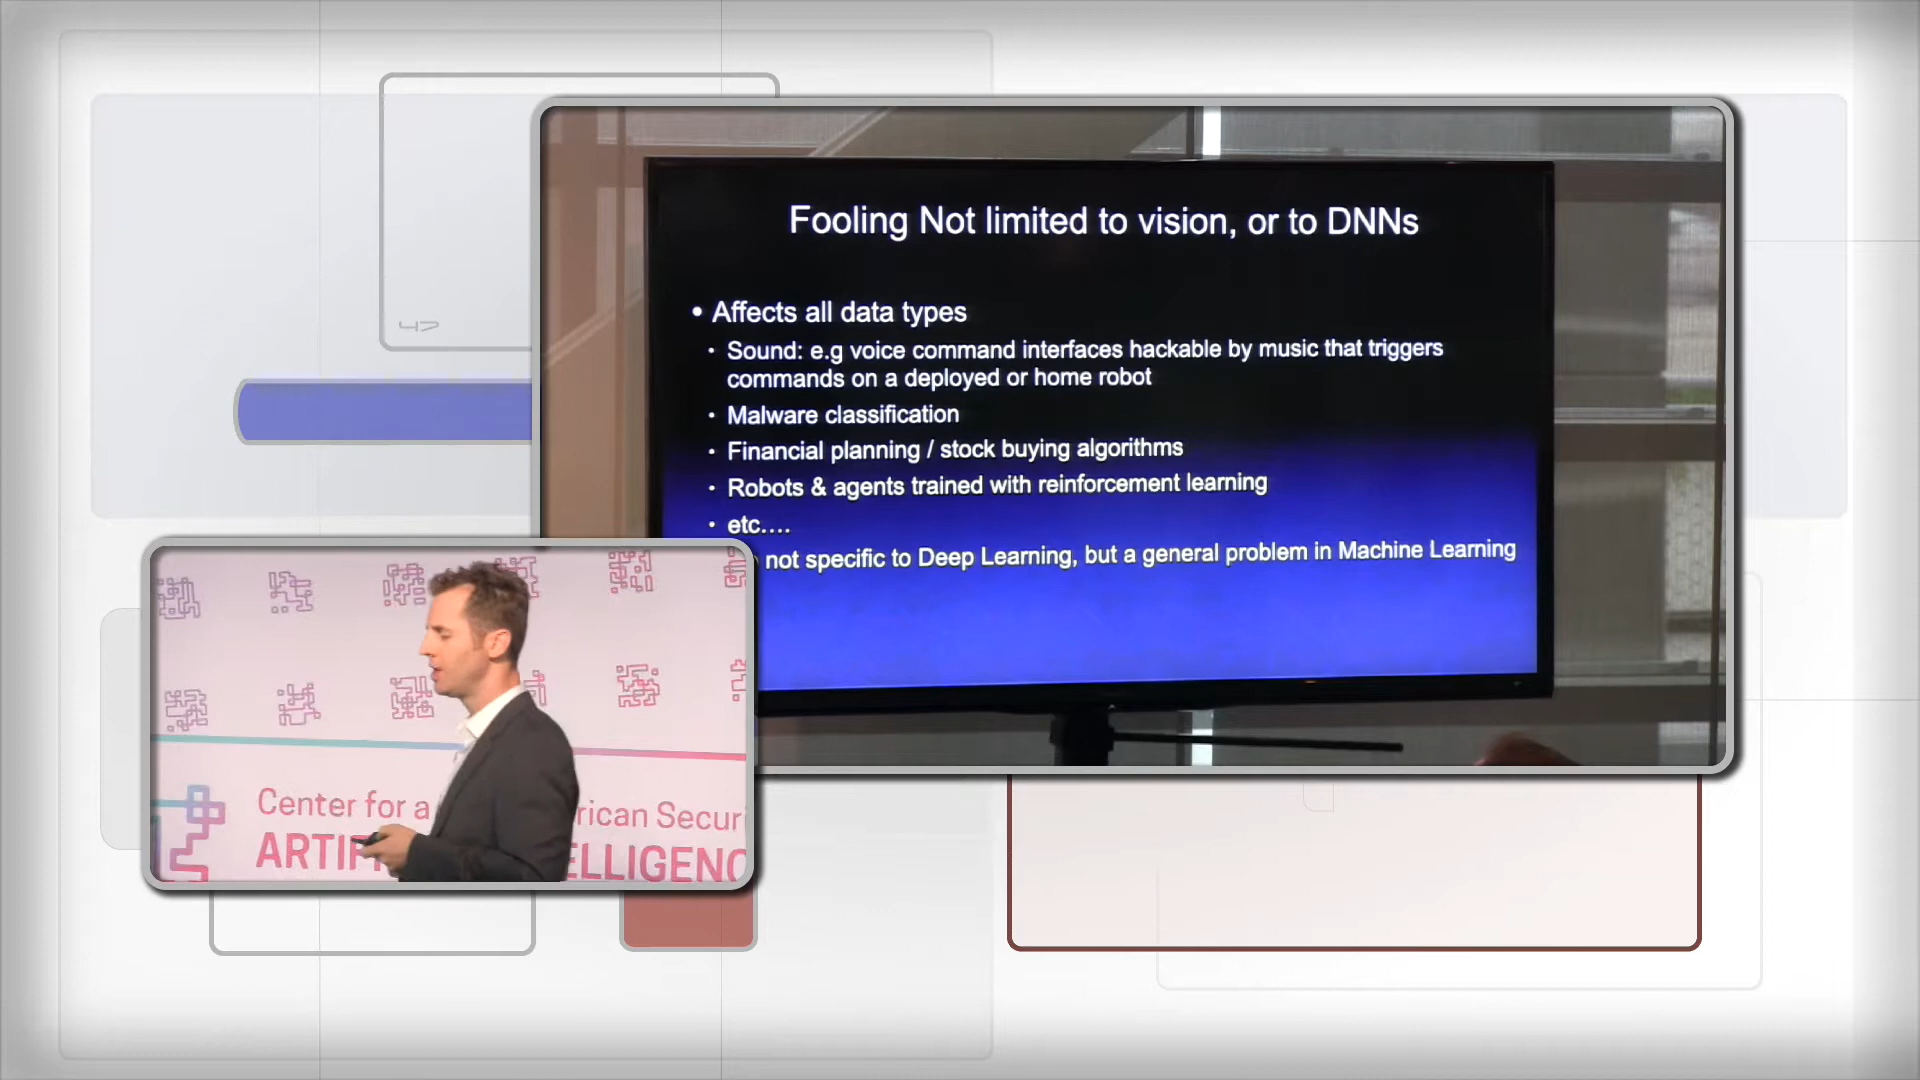 Fooling Not limited to vision, or to DNNs
• Affects all data types
• Sound: e.g voice command interfaces hackable by music that triggers
commands on a deployed or home robot
• Malware classification
• Financial planning / stock buying algorithms
• Robots & agents trained with reinforcement learning
• etc....
not specific to Deep Learning, but a general problem in Machine Learning
Center for a rican Secur
ARTIF ELLIGENC